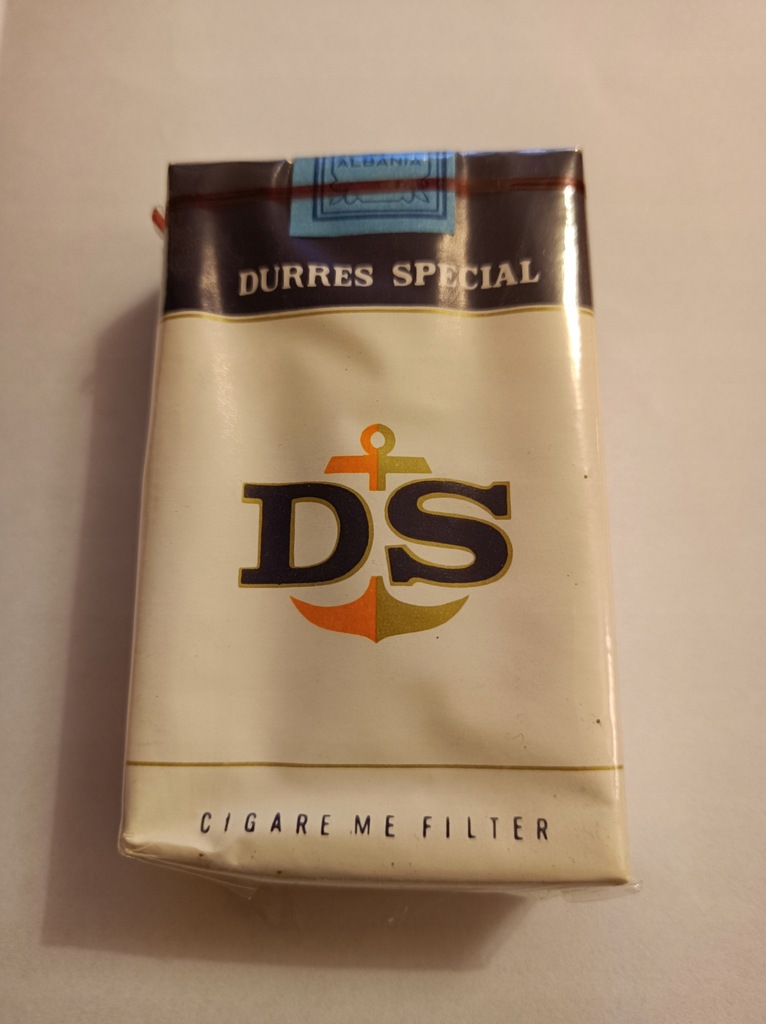 ALBANIA
DURRES SPECIAL
DS
CIGARE ME FILTER